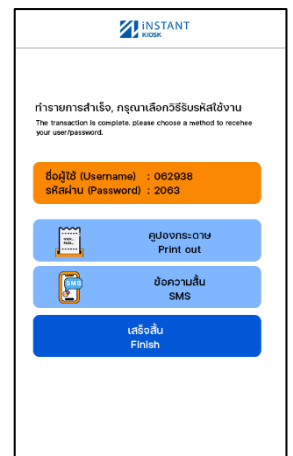 INSTANT
KIOSK
ทำรายการสำเร็จ, กรุณาเลือกวิธีรับรหัสใช้งาน
The transaction is complete. please choose a method to recehee
your user/password.
ชื่อผู้ใช้ (Username) : 062938
รหัสผ่าน (Password) : 2063
คูปองกระดาษ
Print out
SMS
ข้อความสั้น
SMS
เสร็จสิ้น
Finish